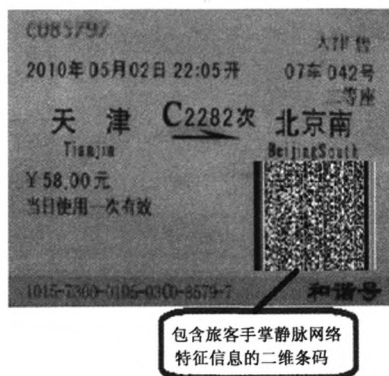 C085797
2010年05月02日 22:05开
07车 042号
二等座
天 津 C2282次 北京南
Tianjin BeijingSouth
￥58.00元
当日使用一次有效
和谐号
包含旅客手掌静脉网络
特征信息的二维条码